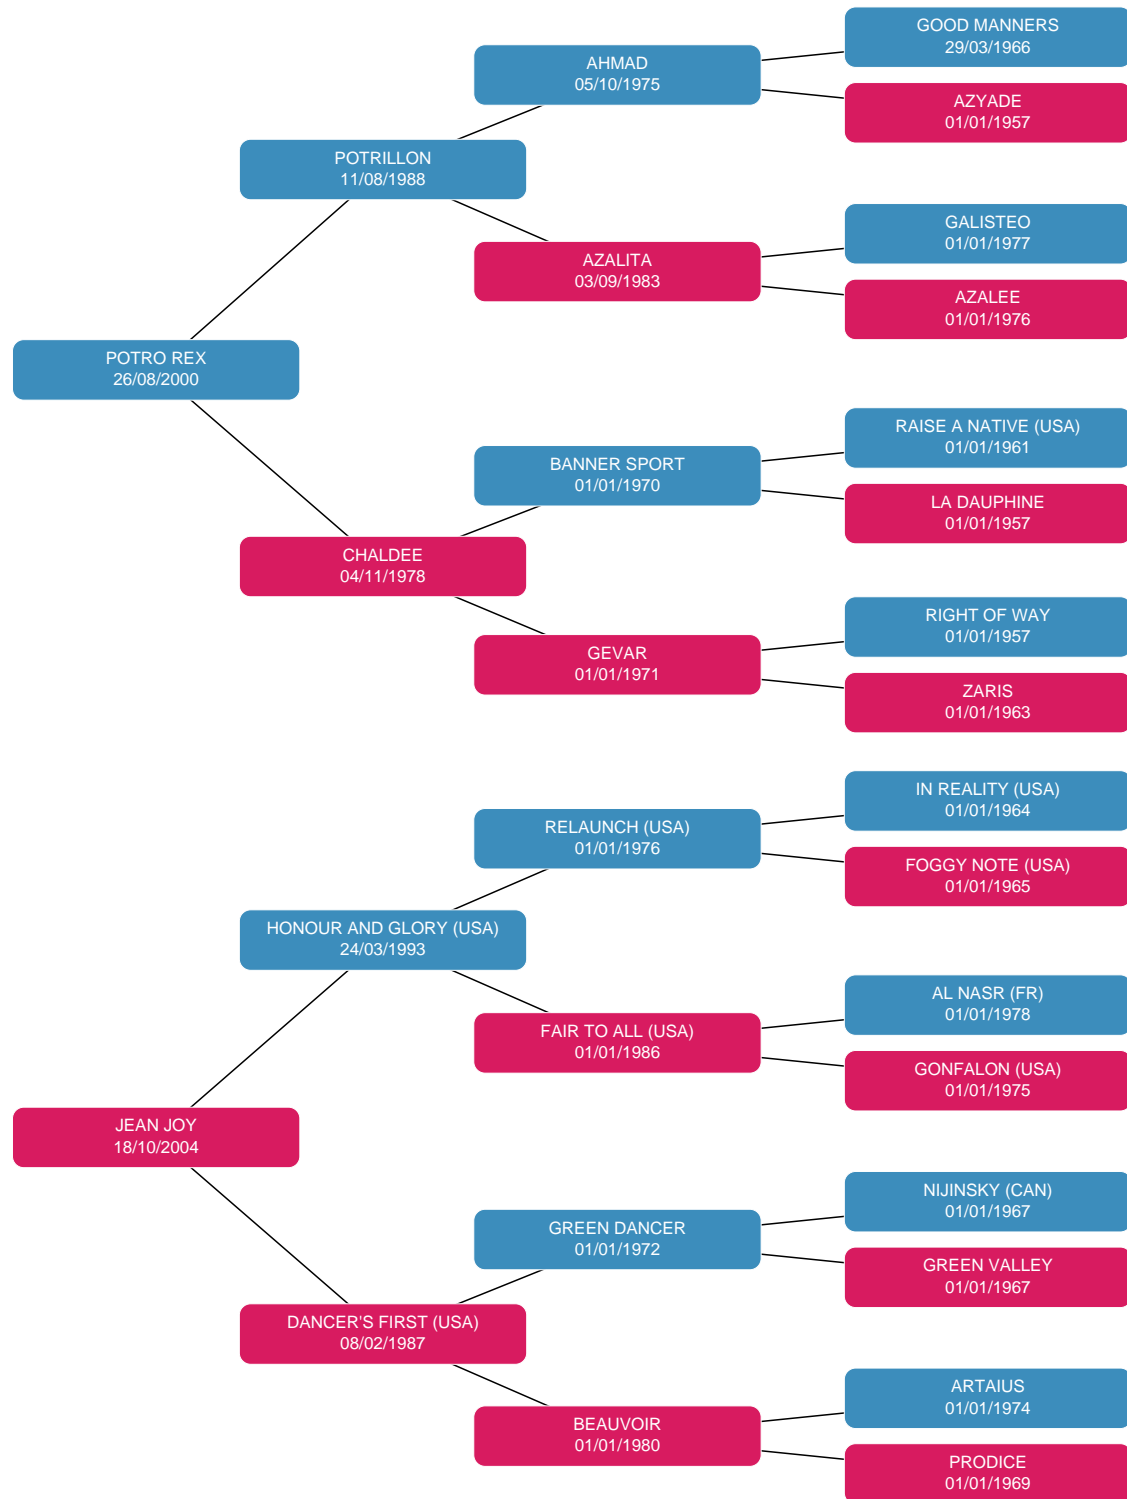 GOOD MANNERS
29/03/1966
AHMAD
05/10/1975
AZYADE
01/01/1957
POTRILLON
11/08/1988
GALISTEO
01/01/1977
AZALITA
03/09/1983
AZALEE
01/01/1976
POTRO REX
26/08/2000
RAISE A NATIVE (USA)
01/01/1961
BANNER SPORT
01/01/1970
LA DAUPHINE
01/01/1957
CHALDEE
04/11/1978
RIGHT OF WAY
01/01/1957
GEVAR
01/01/1971
ZARIS
01/01/1963
IN REALITY (USA)
01/01/1964
RELAUNCH (USA)
01/01/1976
FOGGY NOTE (USA)
01/01/1965
HONOUR AND GLORY (USA)
24/03/1993
AL NASR (FR)
01/01/1978
FAIR TO ALL (USA)
01/01/1986
GONFALON (USA)
01/01/1975
JEAN JOY
18/10/2004
NIJINSKY (CAN)
01/01/1967
GREEN DANCER
01/01/1972
GREEN VALLEY
01/01/1967
DANCER'S FIRST (USA)
08/02/1987
ARTAIUS
01/01/1974
BEAUVOIR
01/01/1980
PRODICE
01/01/1969